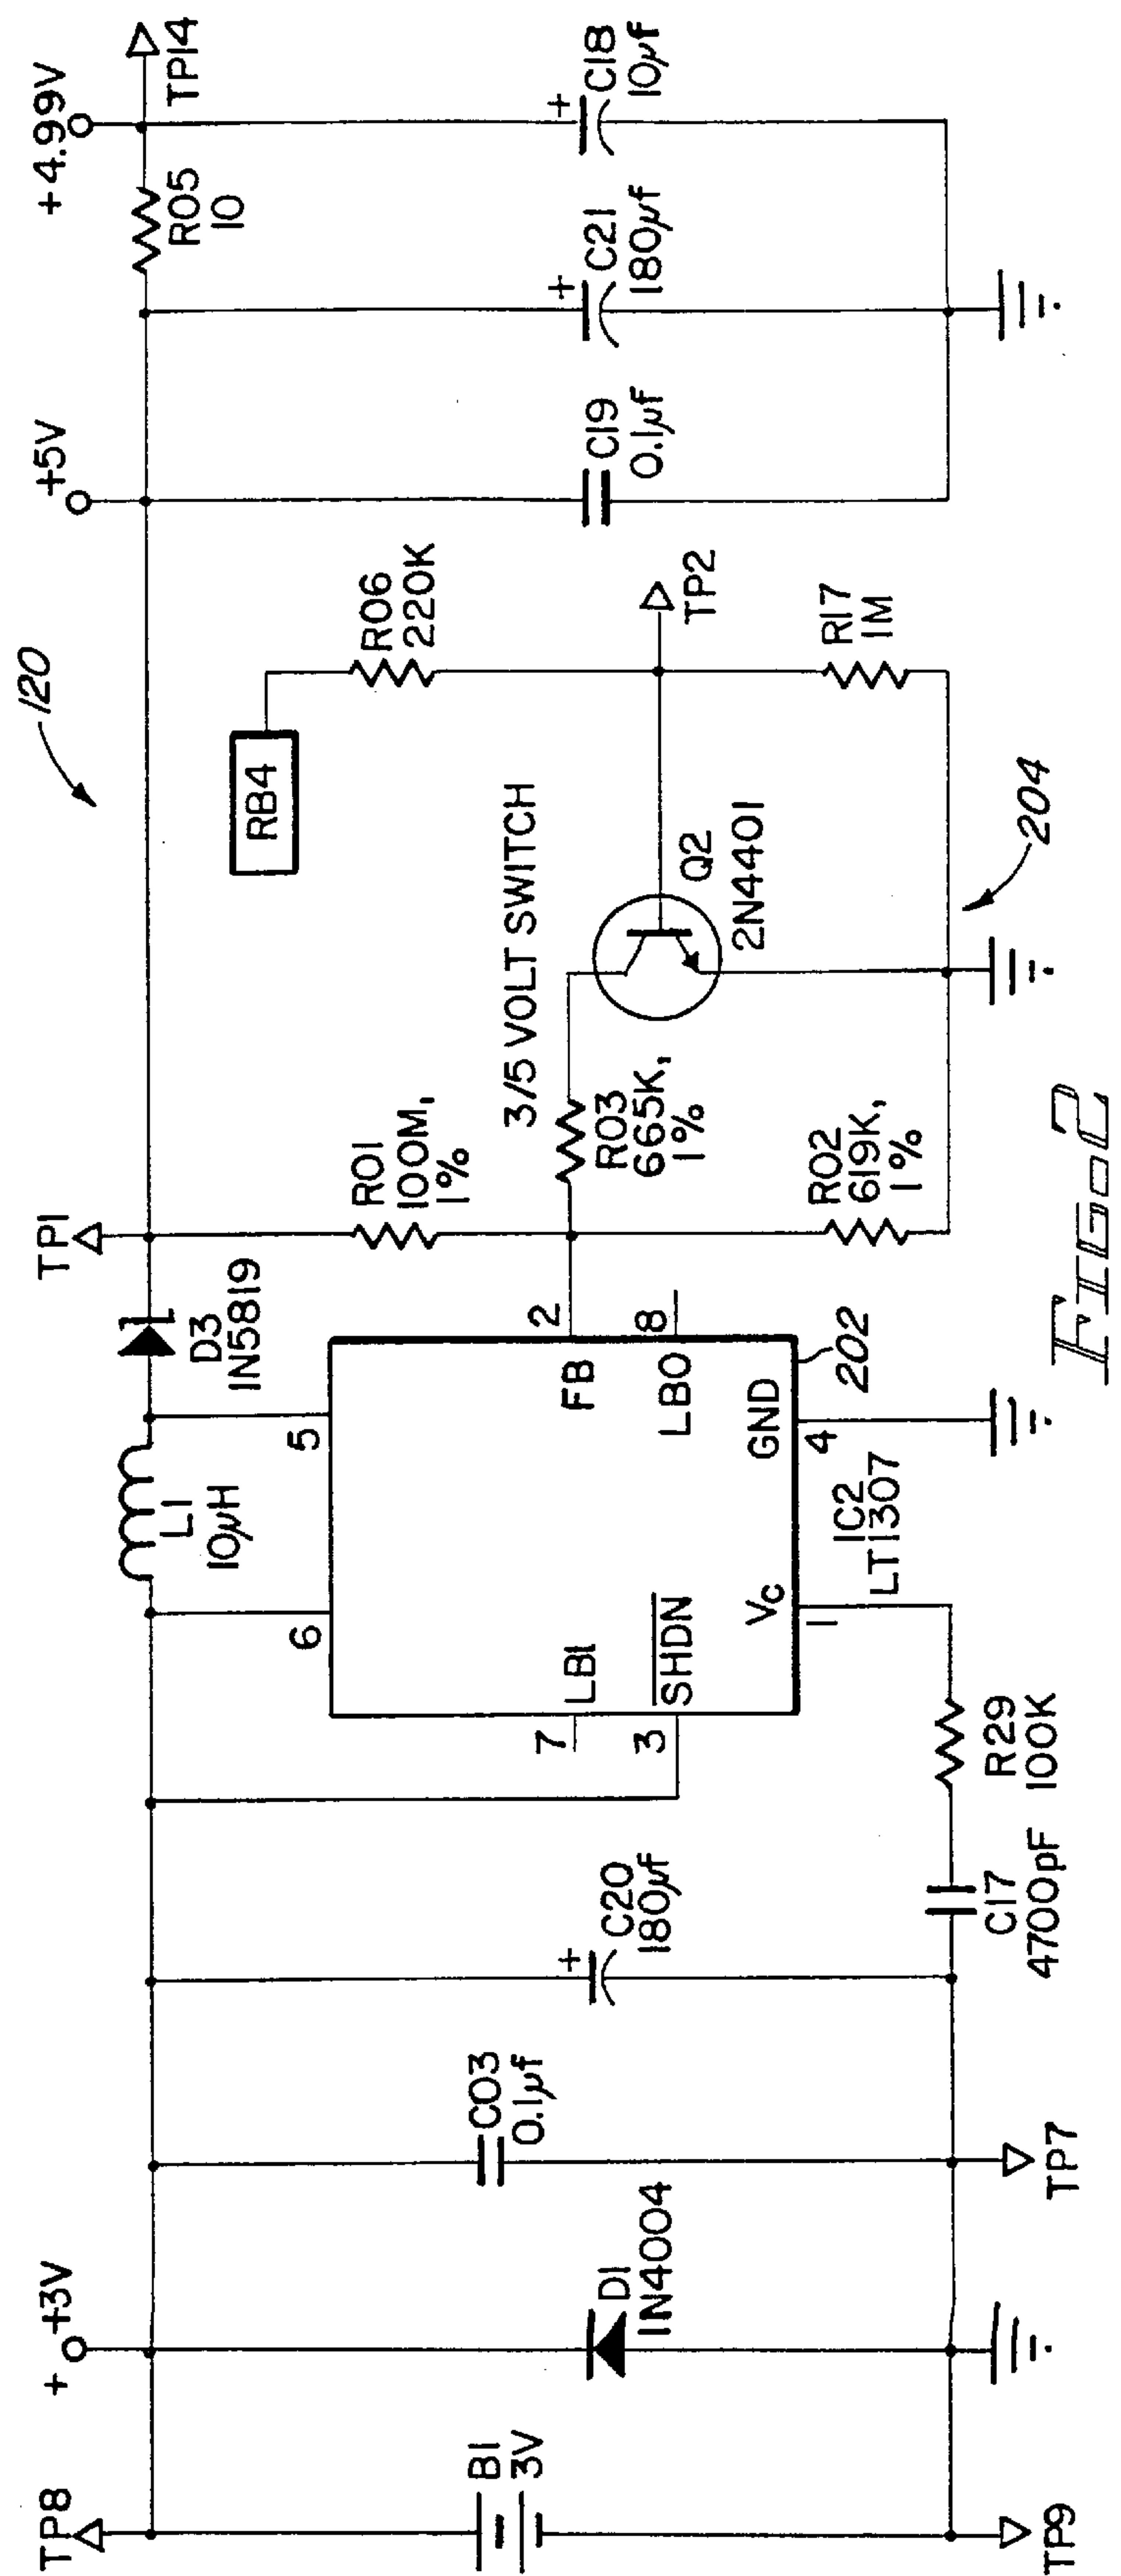 120
TP8
+ +3V
TP1
+5V
+4.99V
TP14
L1
10µH
D3
1N5819
R05
10
RB4
R06
220K
R01
100M,
1%
3/5 VOLT SWITCH
B1
3V
D1
1N4004
C03
0.1µf
+
C20
180µf
6
5
7
LB1
3
SHDN
FB
2
LBO
8
VC
1
GND
4
202
IC2
LT1307
R03
665K,
1%
Q2
2N4401
TP2
R02
619K,
1%
R17
1M
C19
0.1µf
+
C21
180µf
+
C18
10µf
C17
4700pF
R29
100K
204
TP9
TP7
FIG-2